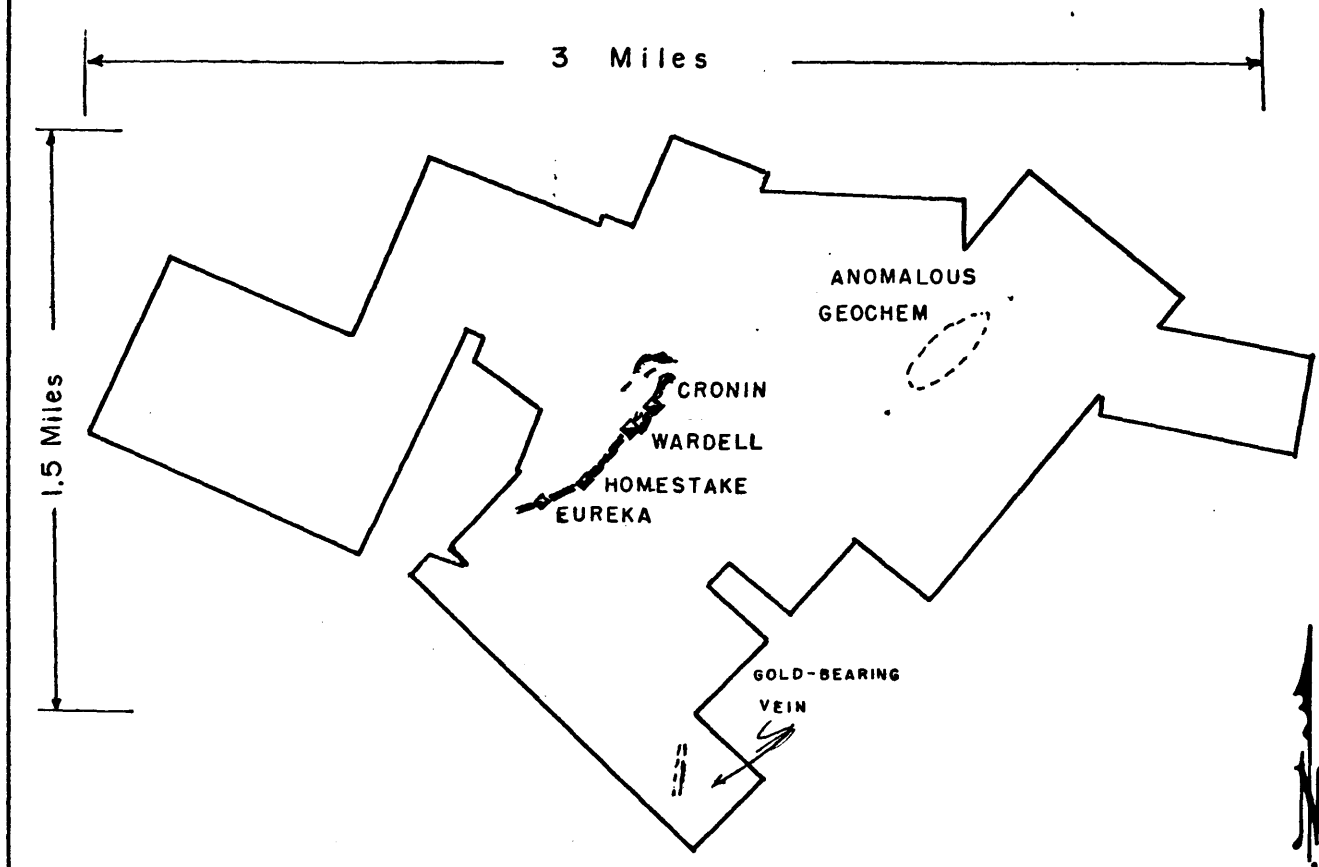 3 Miles
1.5 Miles
ANOMALOUS
GEOCHEM
CRONIN
WARDELL
HOMESTAKE
EUREKA
GOLD-BEARING
VEIN
N